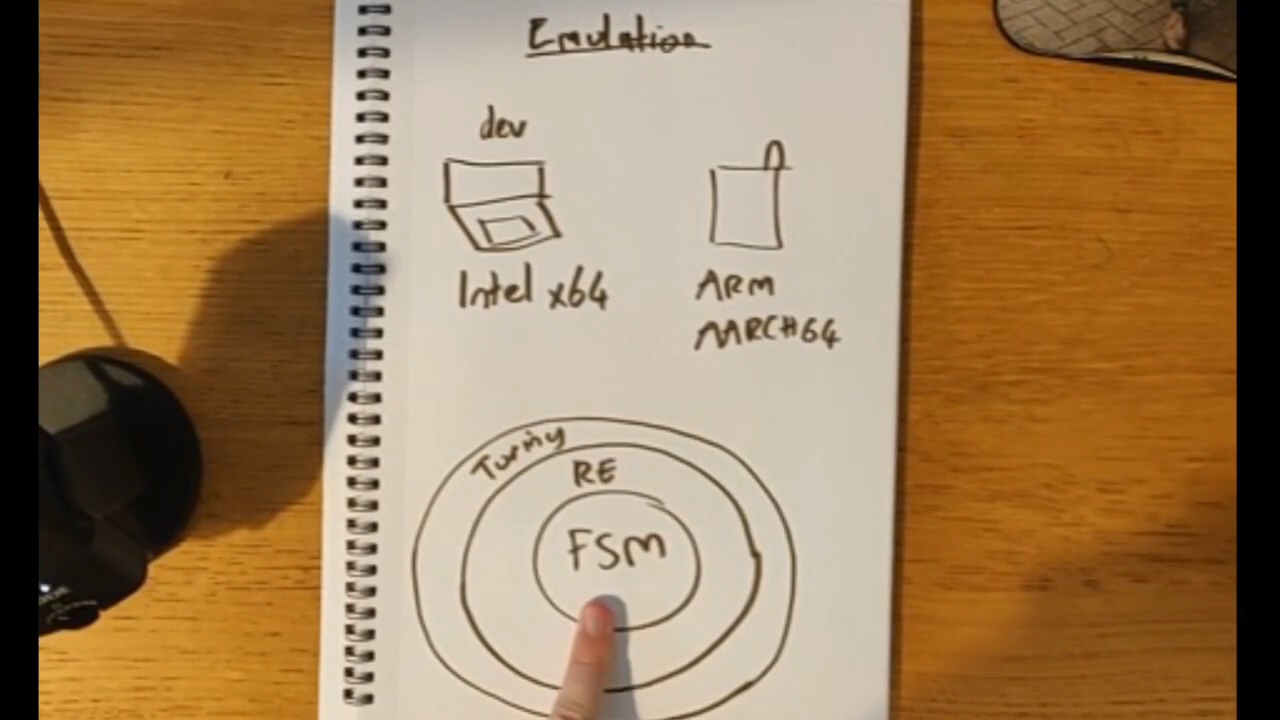 Emulation
dev
Intel x64
ARM
AARCH64
Turing
RE
FSM